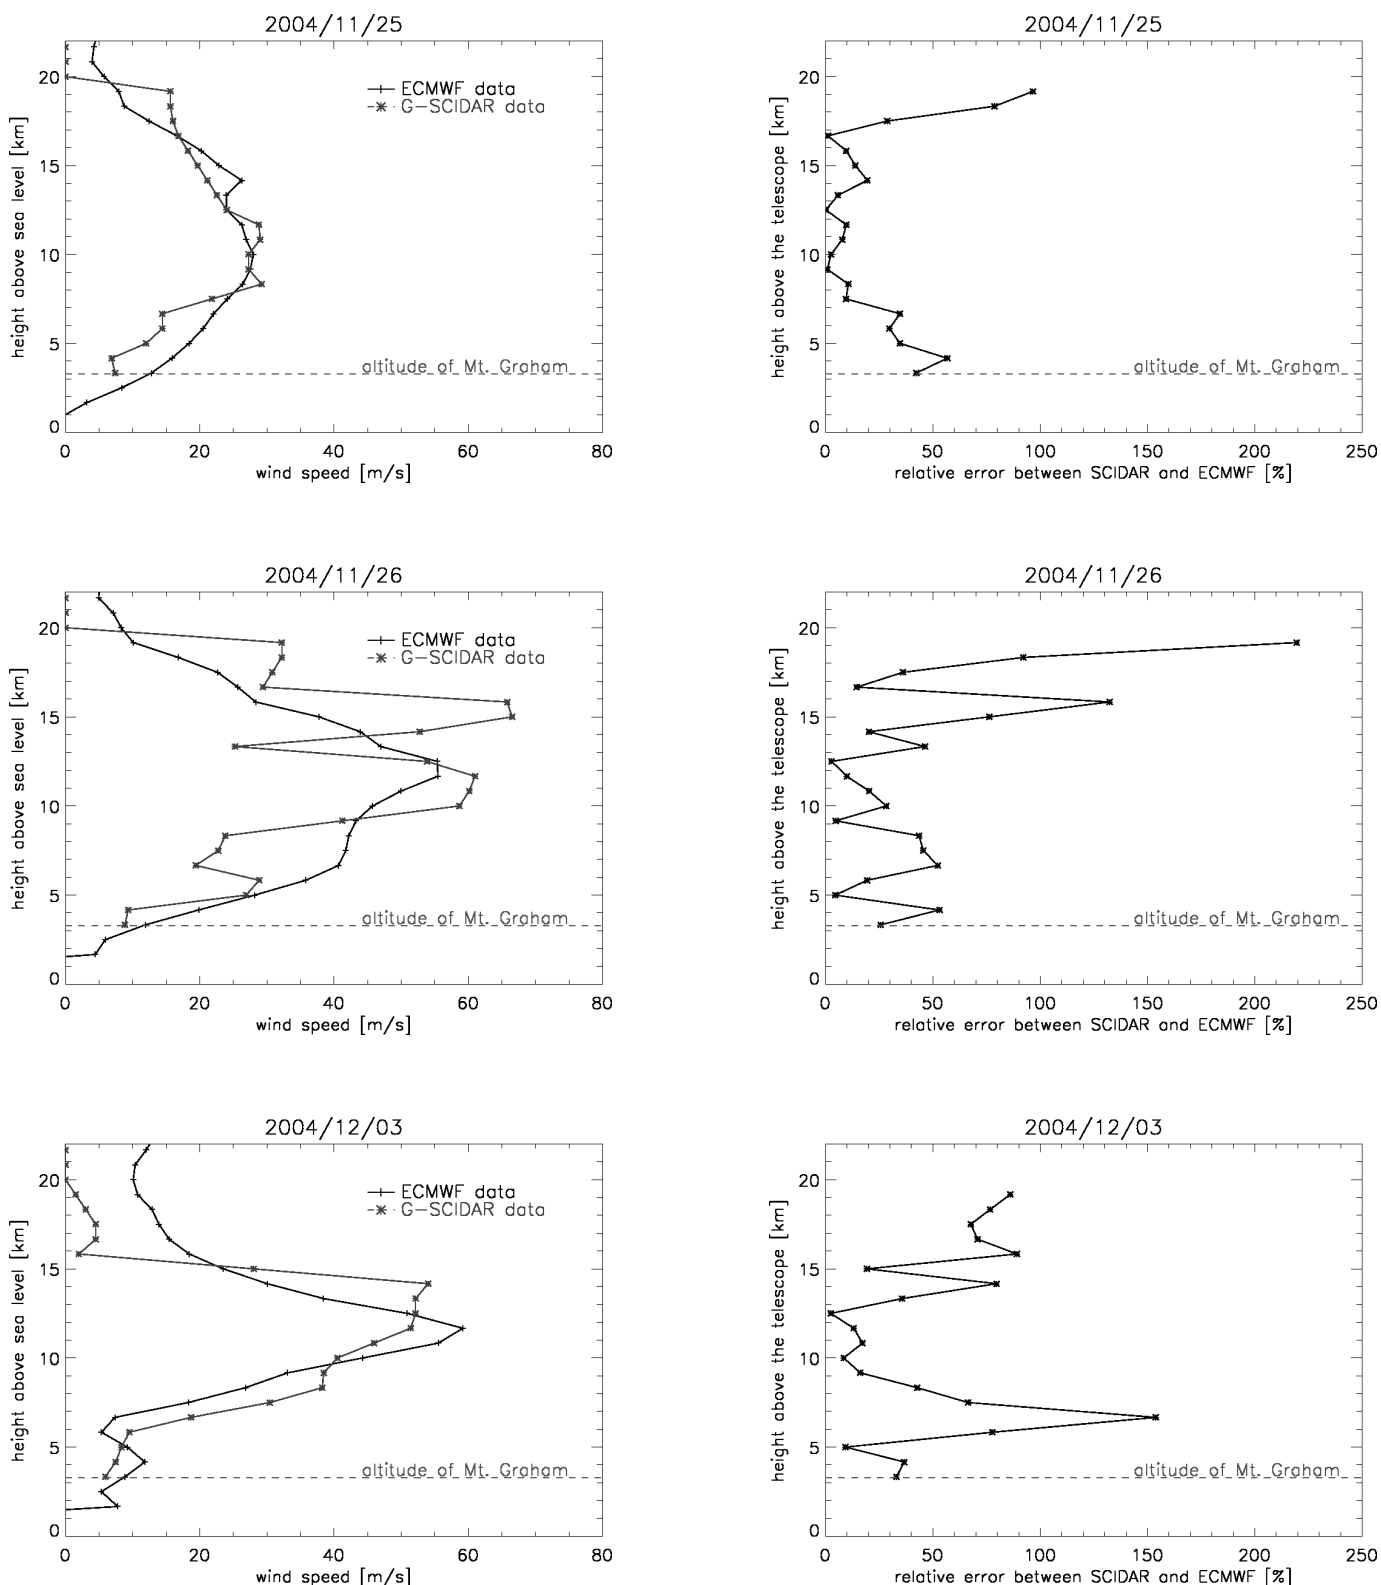 2004/11/25
20
15
10
5
0
height above sea level [km]
ECMWF data
G-SCIDAR data
altitude of Mt. Graham
0 20 40 60 80
wind speed [m/s]
2004/11/25
20
15
10
5
0
height above the telescope [km]
altitude of Mt. Graham
0 50 100 150 200 250
relative error between SCIDAR and ECMWF [%]
2004/11/26
20
15
10
5
0
height above sea level [km]
ECMWF data
G-SCIDAR data
altitude of Mt. Graham
0 20 40 60 80
wind speed [m/s]
2004/11/26
20
15
10
5
0
height above the telescope [km]
altitude of Mt. Graham
0 50 100 150 200 250
relative error between SCIDAR and ECMWF [%]
2004/12/03
20
15
10
5
0
height above sea level [km]
ECMWF data
G-SCIDAR data
altitude of Mt. Graham
0 20 40 60 80
wind speed [m/s]
2004/12/03
20
15
10
5
0
height above the telescope [km]
altitude of Mt. Graham
0 50 100 150 200 250
relative error between SCIDAR and ECMWF [%]